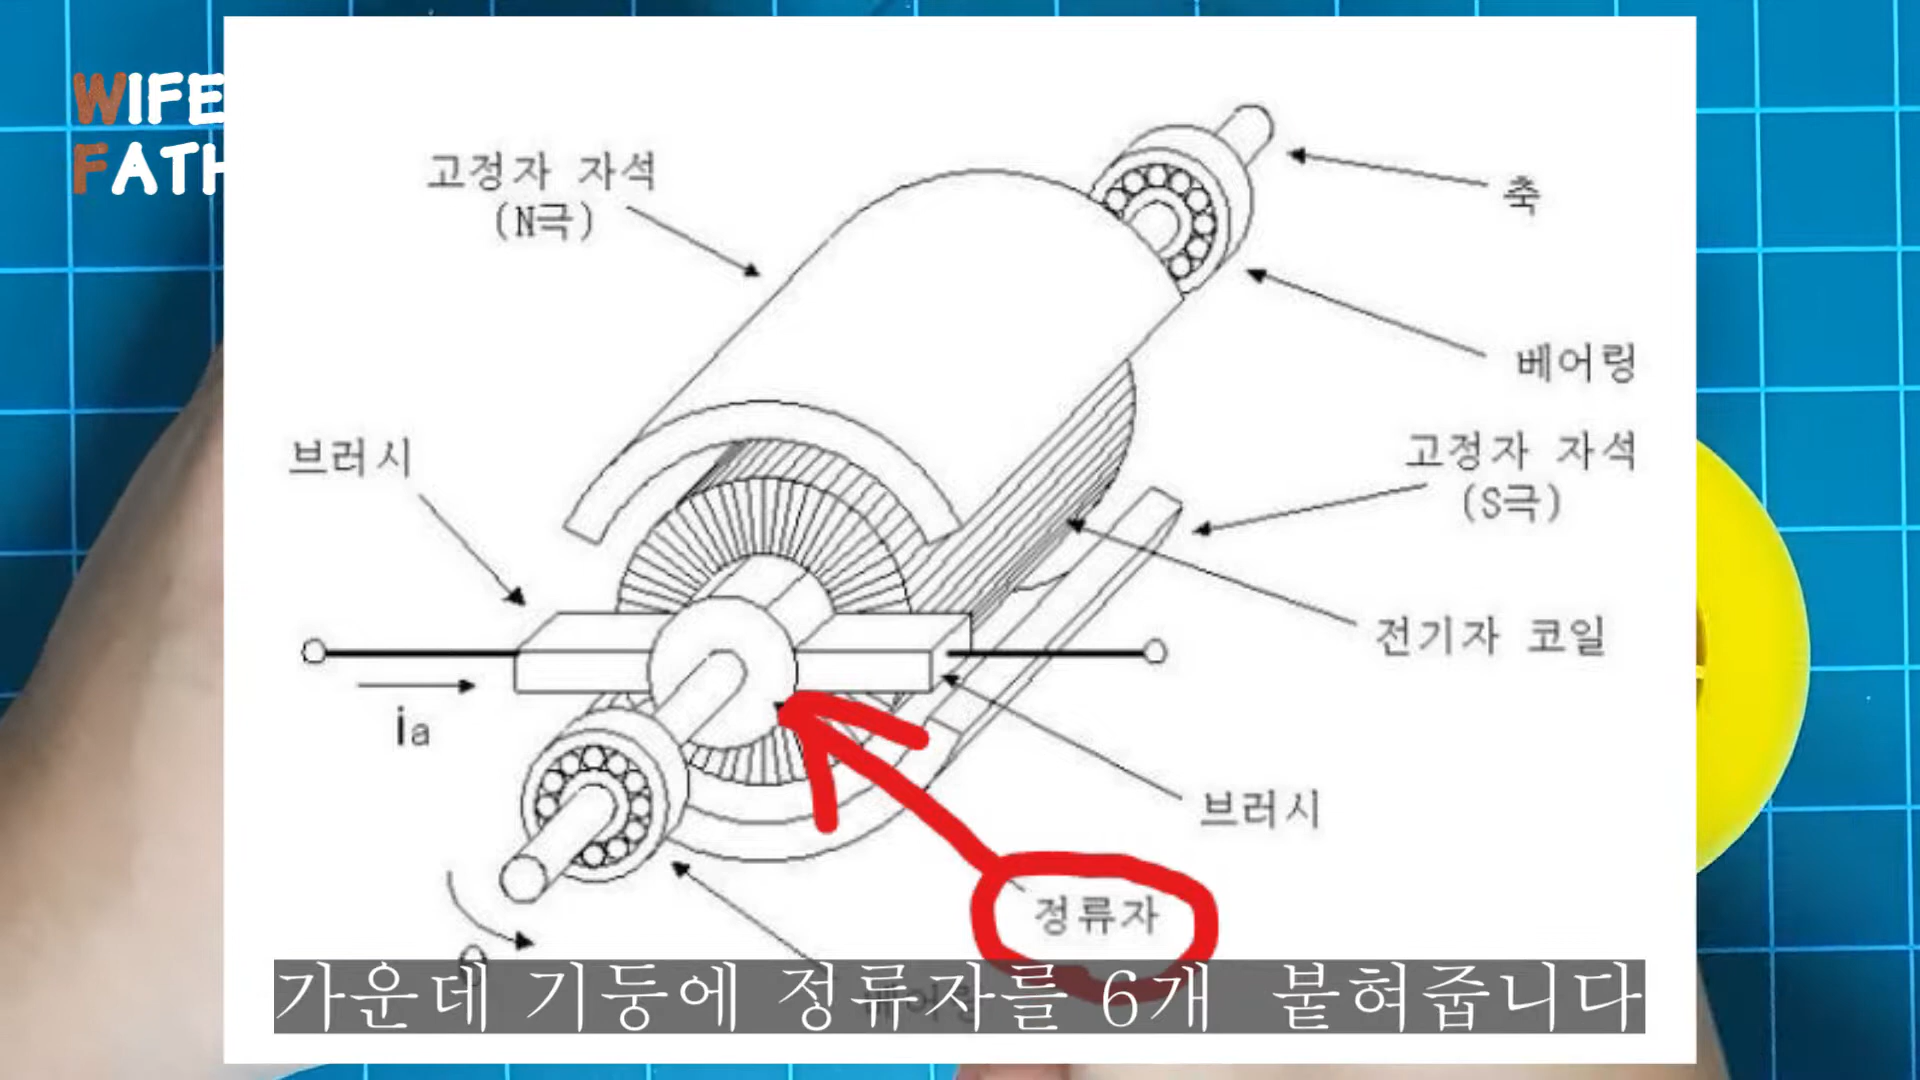 WIFE
FATH
고정자 자석
(N극)
축
베어링
고정자 자석
(S극)
브러시
전기자 코일
ia
브러시
정류자
θ
가운데 기둥에 정류자를 6개 붙혀줍니다